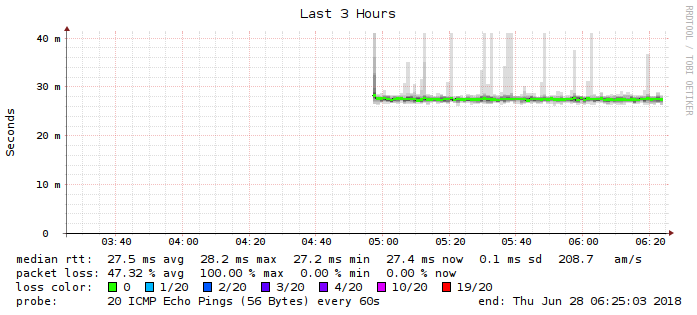 Last 3 Hours
RRDTOOL / TOBI OETIKER
Seconds
40 m
30 m
20 m
10 m
0
03:40 04:00 04:20 04:40 05:00 05:20 05:40 06:00 06:20
median rtt: 27.5 ms avg 28.2 ms max 27.2 ms min 27.4 ms now 0.1 ms sd 208.7 am/s
packet loss: 47.32 % avg 100.00 % max 0.00 % min 0.00 % now
loss color: 0 1/20 2/20 3/20 4/20 10/20 19/20
probe: 20 ICMP Echo Pings (56 Bytes) every 60s end: Thu Jun 28 06:25:03 2018